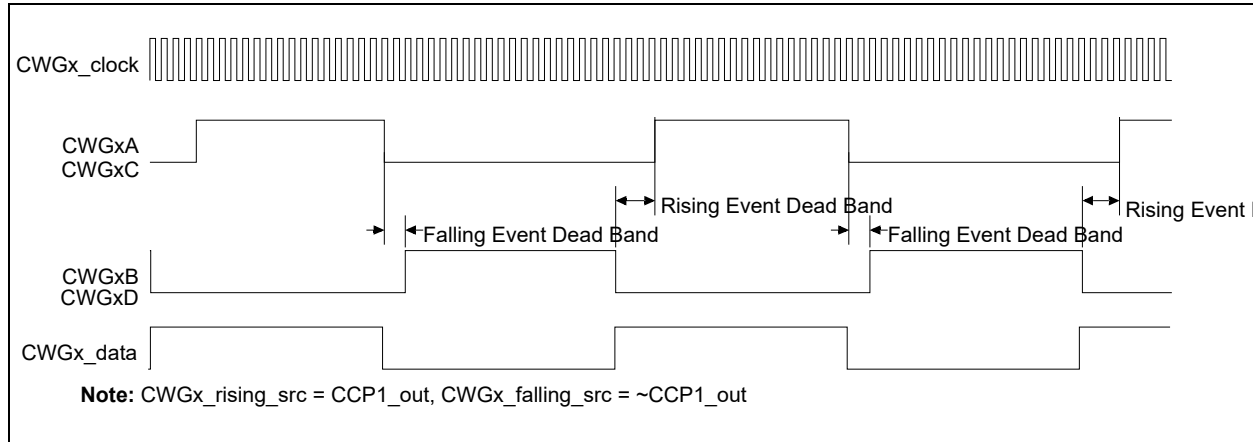 CWGx_clock
CWGxA
CWGxC
Rising Event Dead Band
Rising Event
Falling Event Dead Band
Falling Event Dead Band
CWGxB
CWGxD
CWGx_data
Note: CWGx_rising_src = CCP1_out, CWGx_falling_src = ~CCP1_out